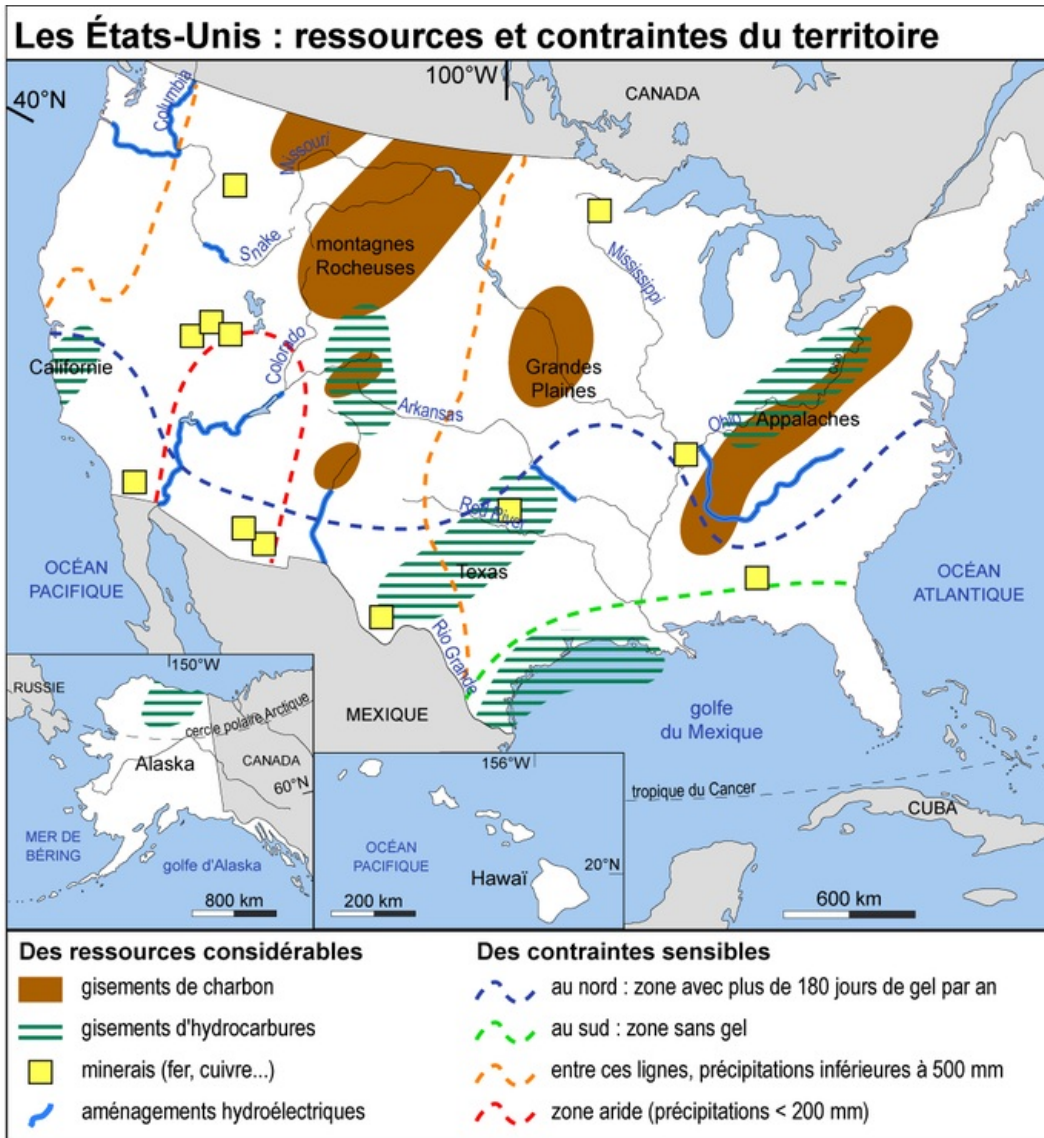 Les États-Unis : ressources et contraintes du territoire
100°W
40°N
CANADA
Columbia
Missouri
Snake
montagnes
Rocheuses
Mississippi
Californie
Colorado
Grandes
Plaines
Arkansas
Ohio
Appalaches
Red River
Texas
OCÉAN
PACIFIQUE
OCÉAN
ATLANTIQUE
Rio Grande
MEXIQUE
golfe
du Mexique
tropique du Cancer
CUBA
600 km
150°W
RUSSIE
cercle polaire Arctique
Alaska
CANADA
60°N
MER DE
BÉRING
golfe d'Alaska
800 km
156°W
OCÉAN
PACIFIQUE
20°N
Hawaï
200 km
Des ressources considérables
gisements de charbon
gisements d'hydrocarbures
minerais (fer, cuivre...)
aménagements hydroélectriques
Des contraintes sensibles
au nord : zone avec plus de 180 jours de gel par an
au sud : zone sans gel
entre ces lignes, précipitations inférieures à 500 mm
zone aride (précipitations < 200 mm)